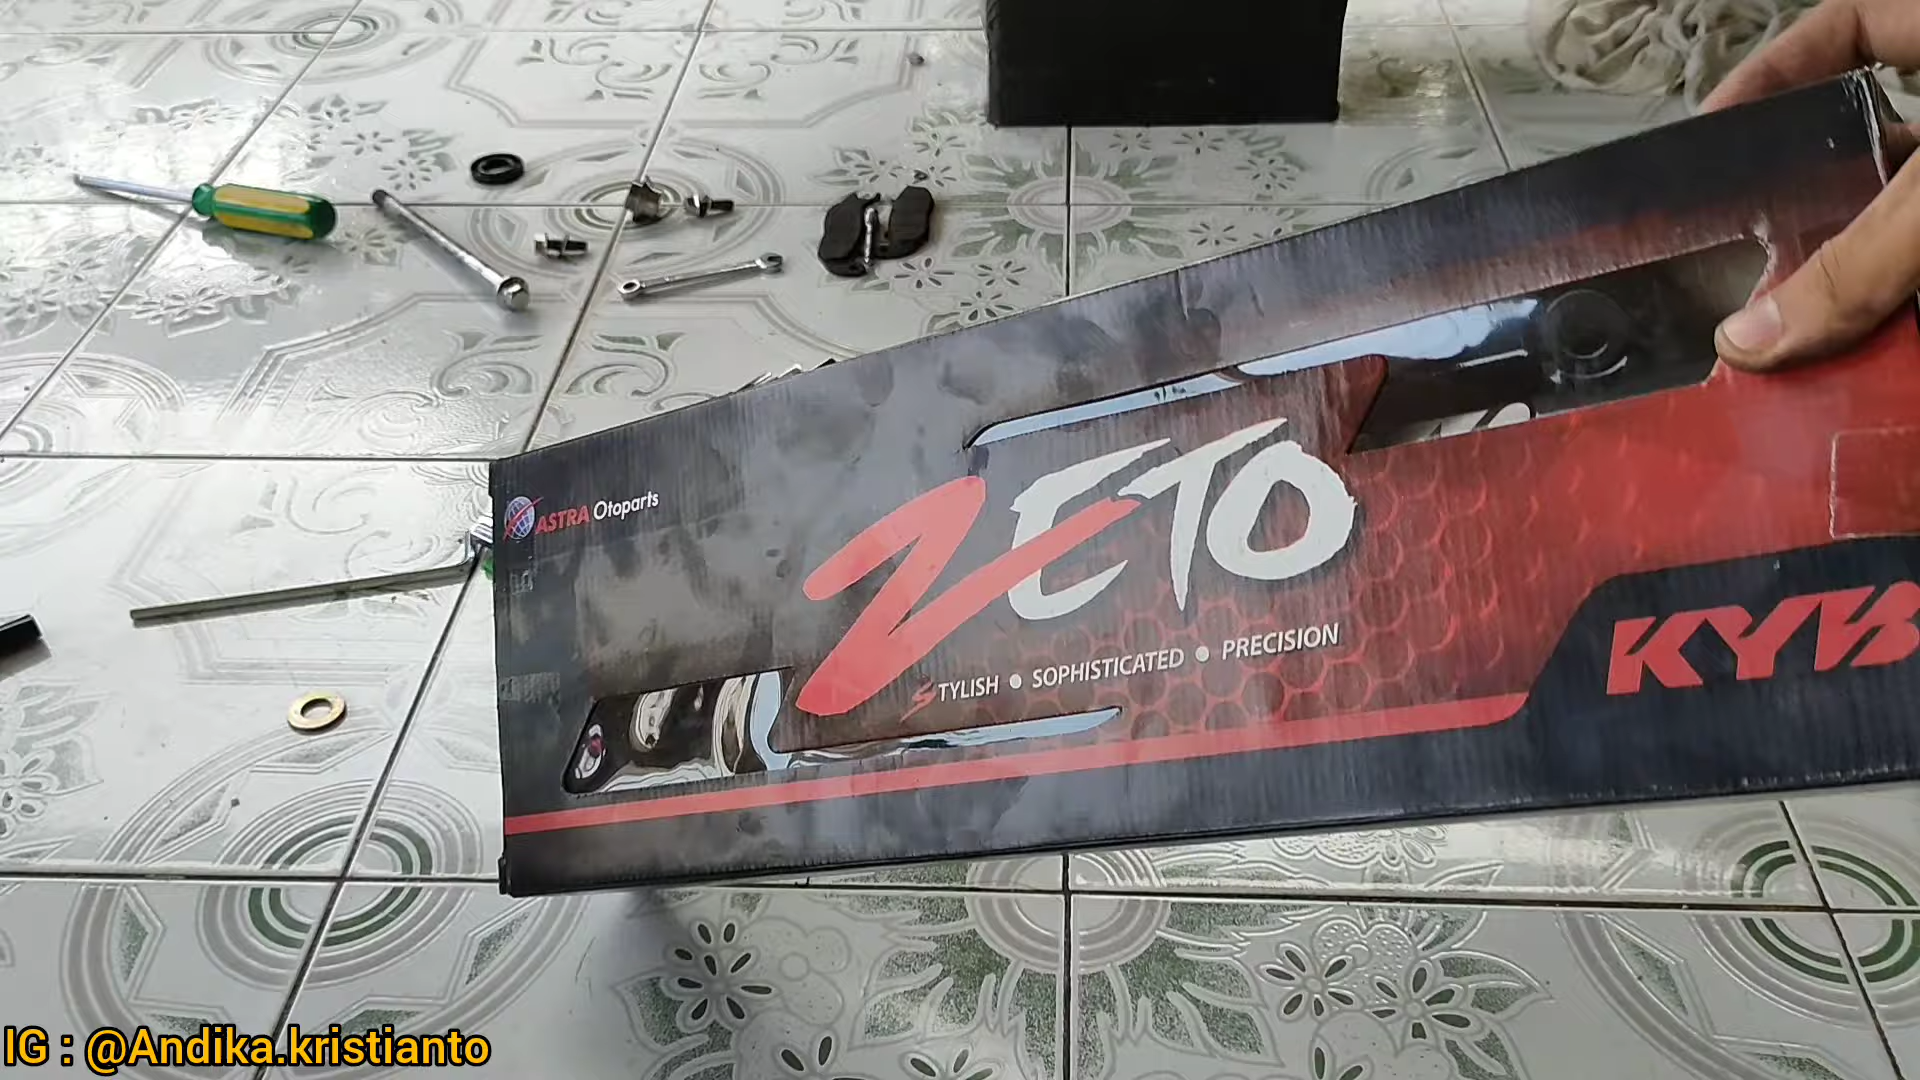 ASTRA Otoparts
ZETO
STYLISH • SOPHISTICATED • PRECISION
KYB
IG : @Andika.kristianto